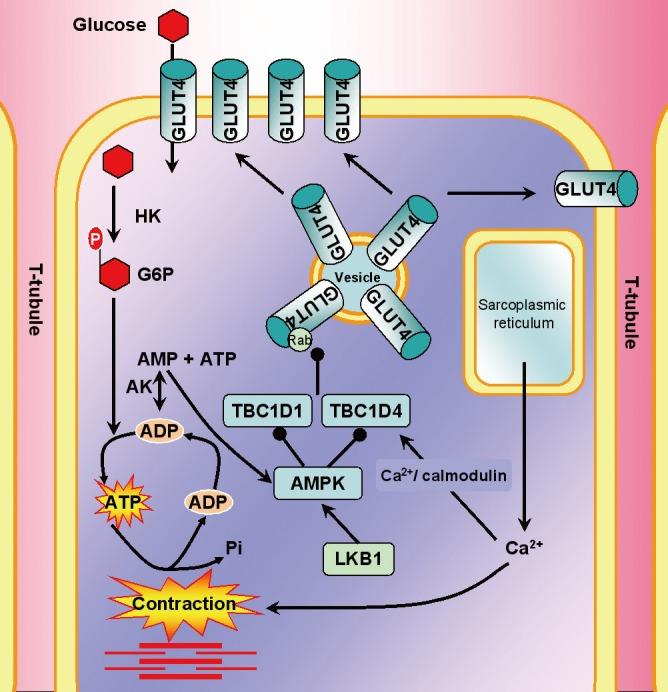 Glucose
GLUT4
GLUT4
GLUT4
GLUT4
HK
P
G6P
GLUT4
GLUT4
GLUT4
GLUT4
GLUT4
Vesicle
Rab
T-tubule
T-tubule
Sarcoplasmic
reticulum
AMP + ATP
AK
ADP
TBC1D1
TBC1D4
ATP
ADP
AMPK
Ca²⁺/ calmodulin
Pi
LKB1
Ca²⁺
Contraction